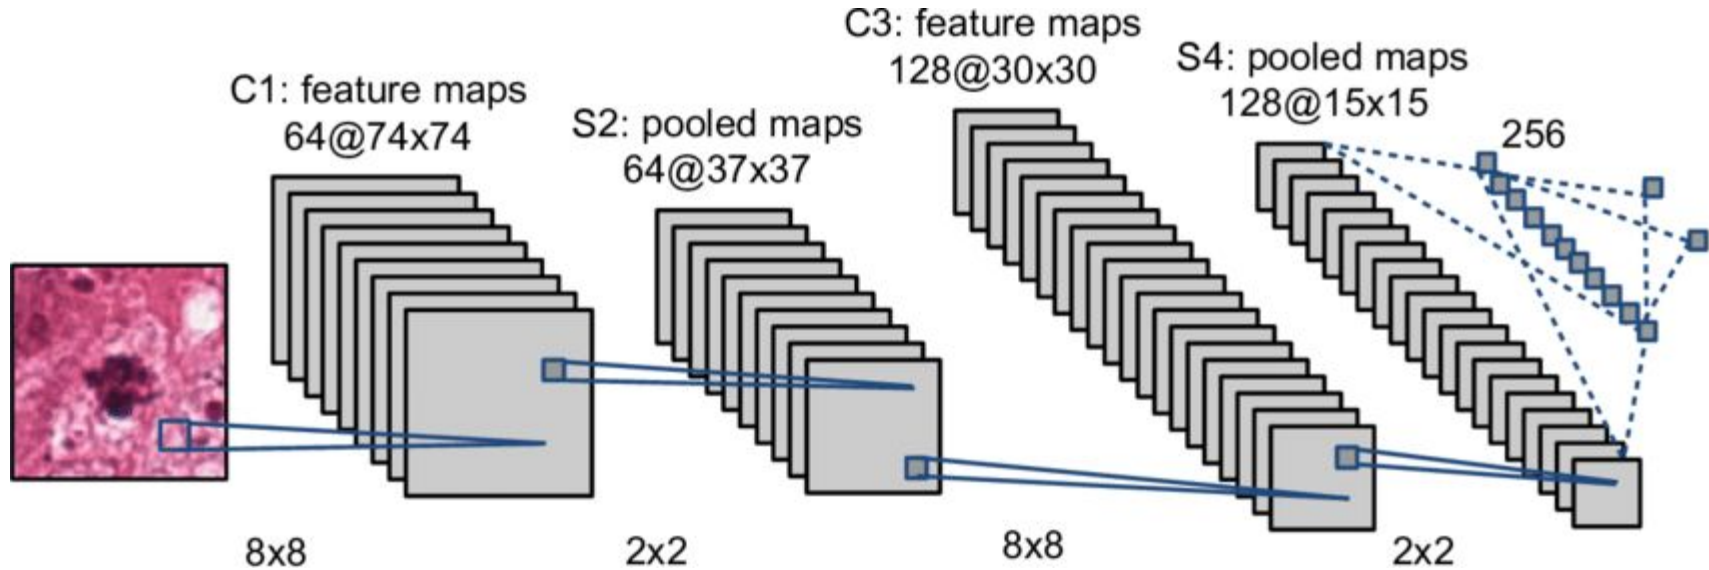 C1: feature maps
64@74x74
S2: pooled maps
64@37x37
C3: feature maps
128@30x30
S4: pooled maps
128@15x15
256
8x8
2x2
8x8
2x2